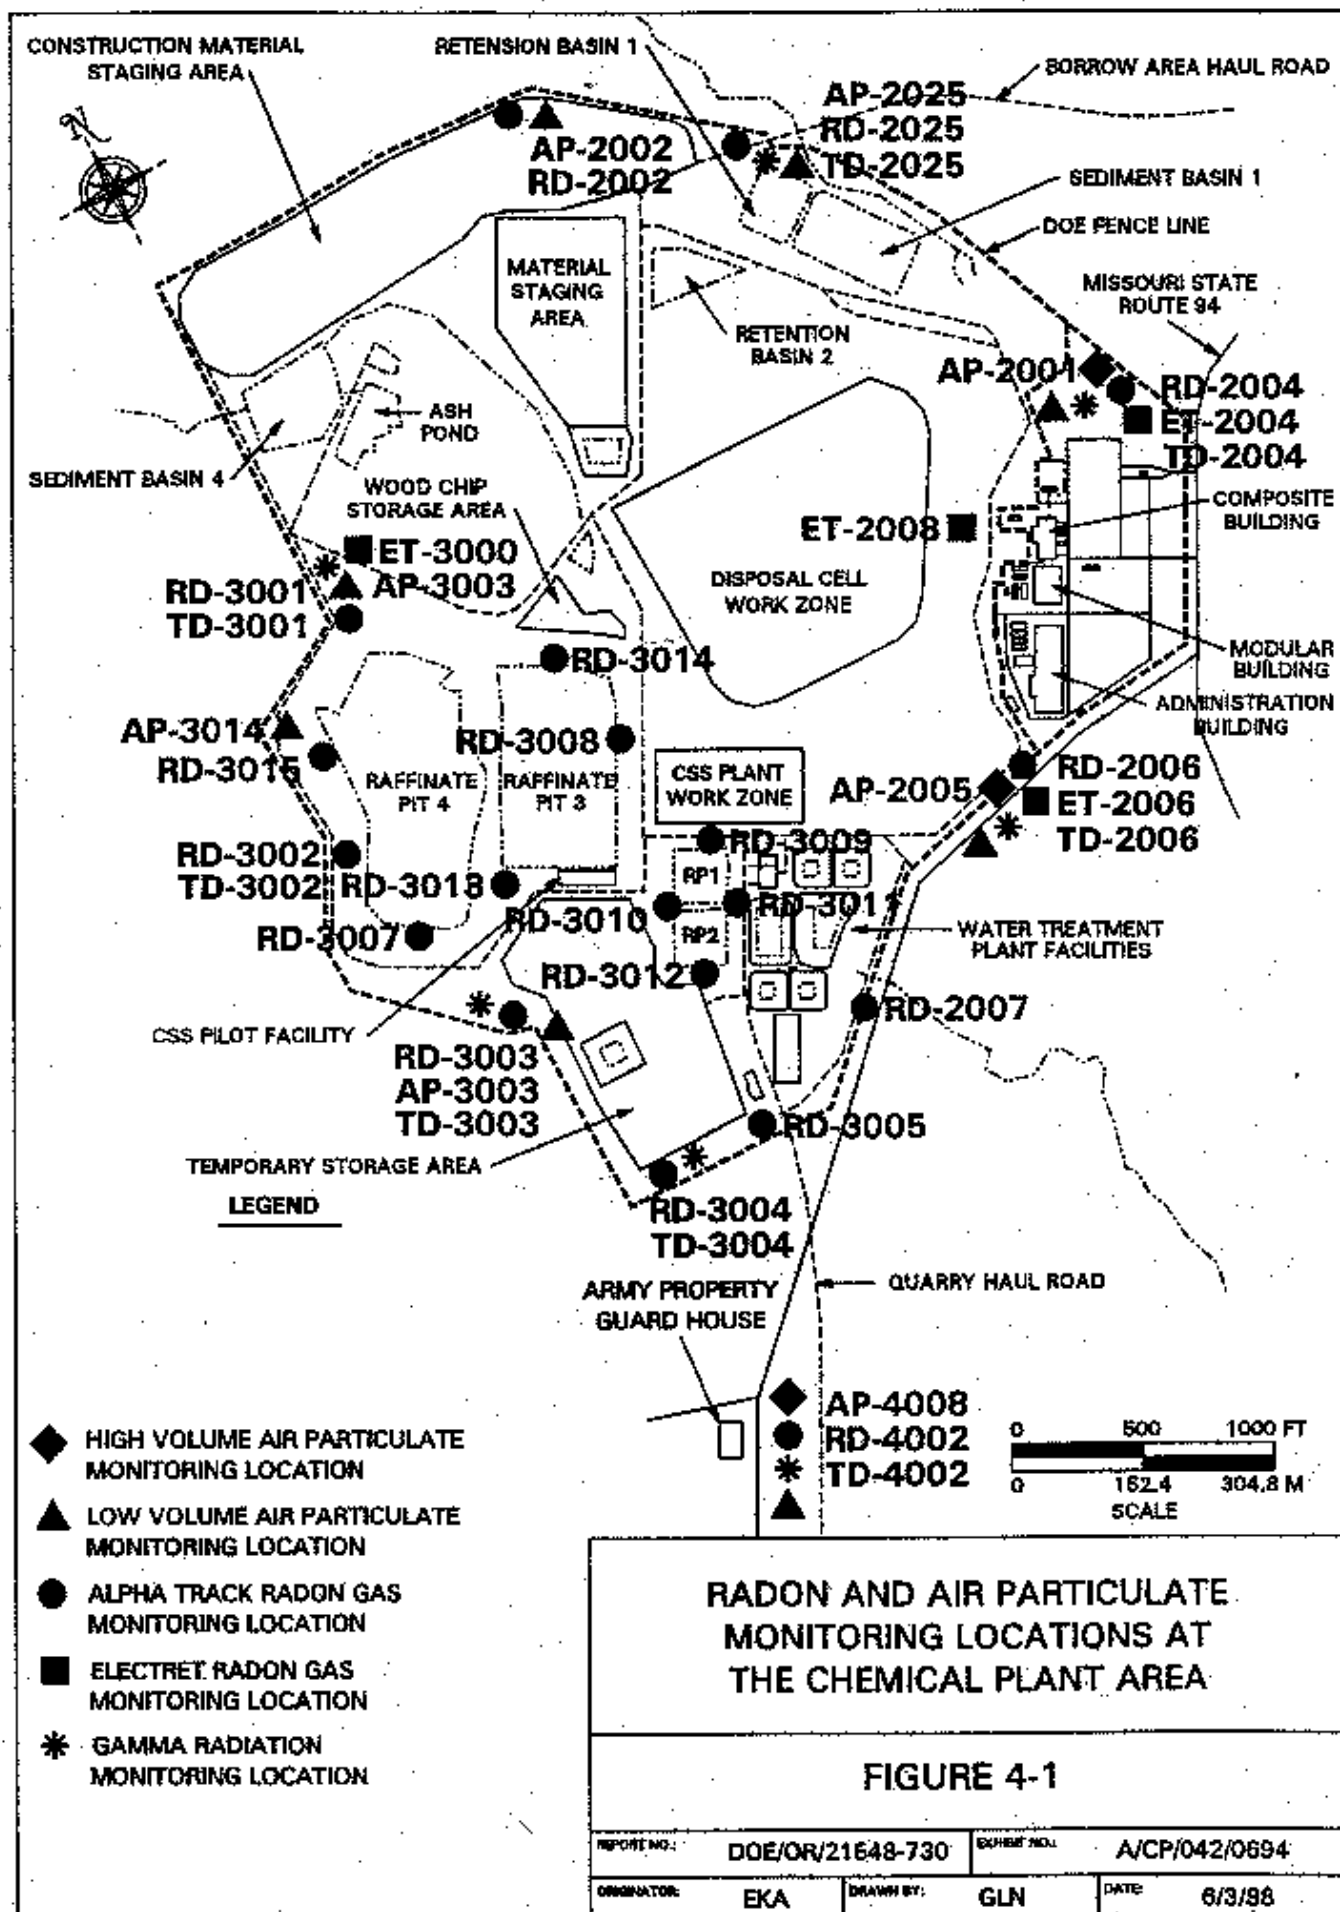 CONSTRUCTION MATERIAL
STAGING AREA
RETENSION BASIN 1
BORROW AREA HAUL ROAD
N
AP-2025
RD-2025
TD-2025
AP-2002
RD-2002
SEDIMENT BASIN 1
DOE FENCE LINE
MISSOURI STATE
ROUTE 94
MATERIAL
STAGING
AREA
RETENTION
BASIN 2
AP-2001
RD-2004
ET-2004
TD-2004
ASH
POND
SEDIMENT BASIN 4
WOOD CHIP
STORAGE AREA
COMPOSITE
BUILDING
ET-2008
ET-3000
AP-3003
RD-3001
TD-3001
DISPOSAL CELL
WORK ZONE
MODULAR
BUILDING
RD-3014
ADMINISTRATION
BUILDING
AP-3014
RD-3015
RD-3008
RAFFINATE
PIT 4
RAFFINATE
PIT 3
CSS PLANT
WORK ZONE
AP-2005
RD-2006
ET-2006
TD-2006
RD-3002
TD-3002
RD-3009
RP1
RD-3013
RD-3010
RD-3011
RP2
RD-3007
WATER TREATMENT
PLANT FACILITIES
RD-3012
RD-2007
CSS PILOT FACILITY
RD-3003
AP-3003
TD-3003
RD-3005
TEMPORARY STORAGE AREA
LEGEND
RD-3004
TD-3004
ARMY PROPERTY
GUARD HOUSE
QUARRY HAUL ROAD
AP-4008
RD-4002
TD-4002
0 500 1000 FT
0 152.4 304.8 M
SCALE
HIGH VOLUME AIR PARTICULATE
MONITORING LOCATION
LOW VOLUME AIR PARTICULATE
MONITORING LOCATION
ALPHA TRACK RADON GAS
MONITORING LOCATION
ELECTRET RADON GAS
MONITORING LOCATION
GAMMA RADIATION
MONITORING LOCATION
RADON AND AIR PARTICULATE
MONITORING LOCATIONS AT
THE CHEMICAL PLANT AREA
FIGURE 4-1
REPORT NO.: DOE/OR/21548-730 EXHIBIT NO.: A/CP/042/0694
ORIGINATOR: EKA DRAWN BY: GLN DATE: 6/3/98